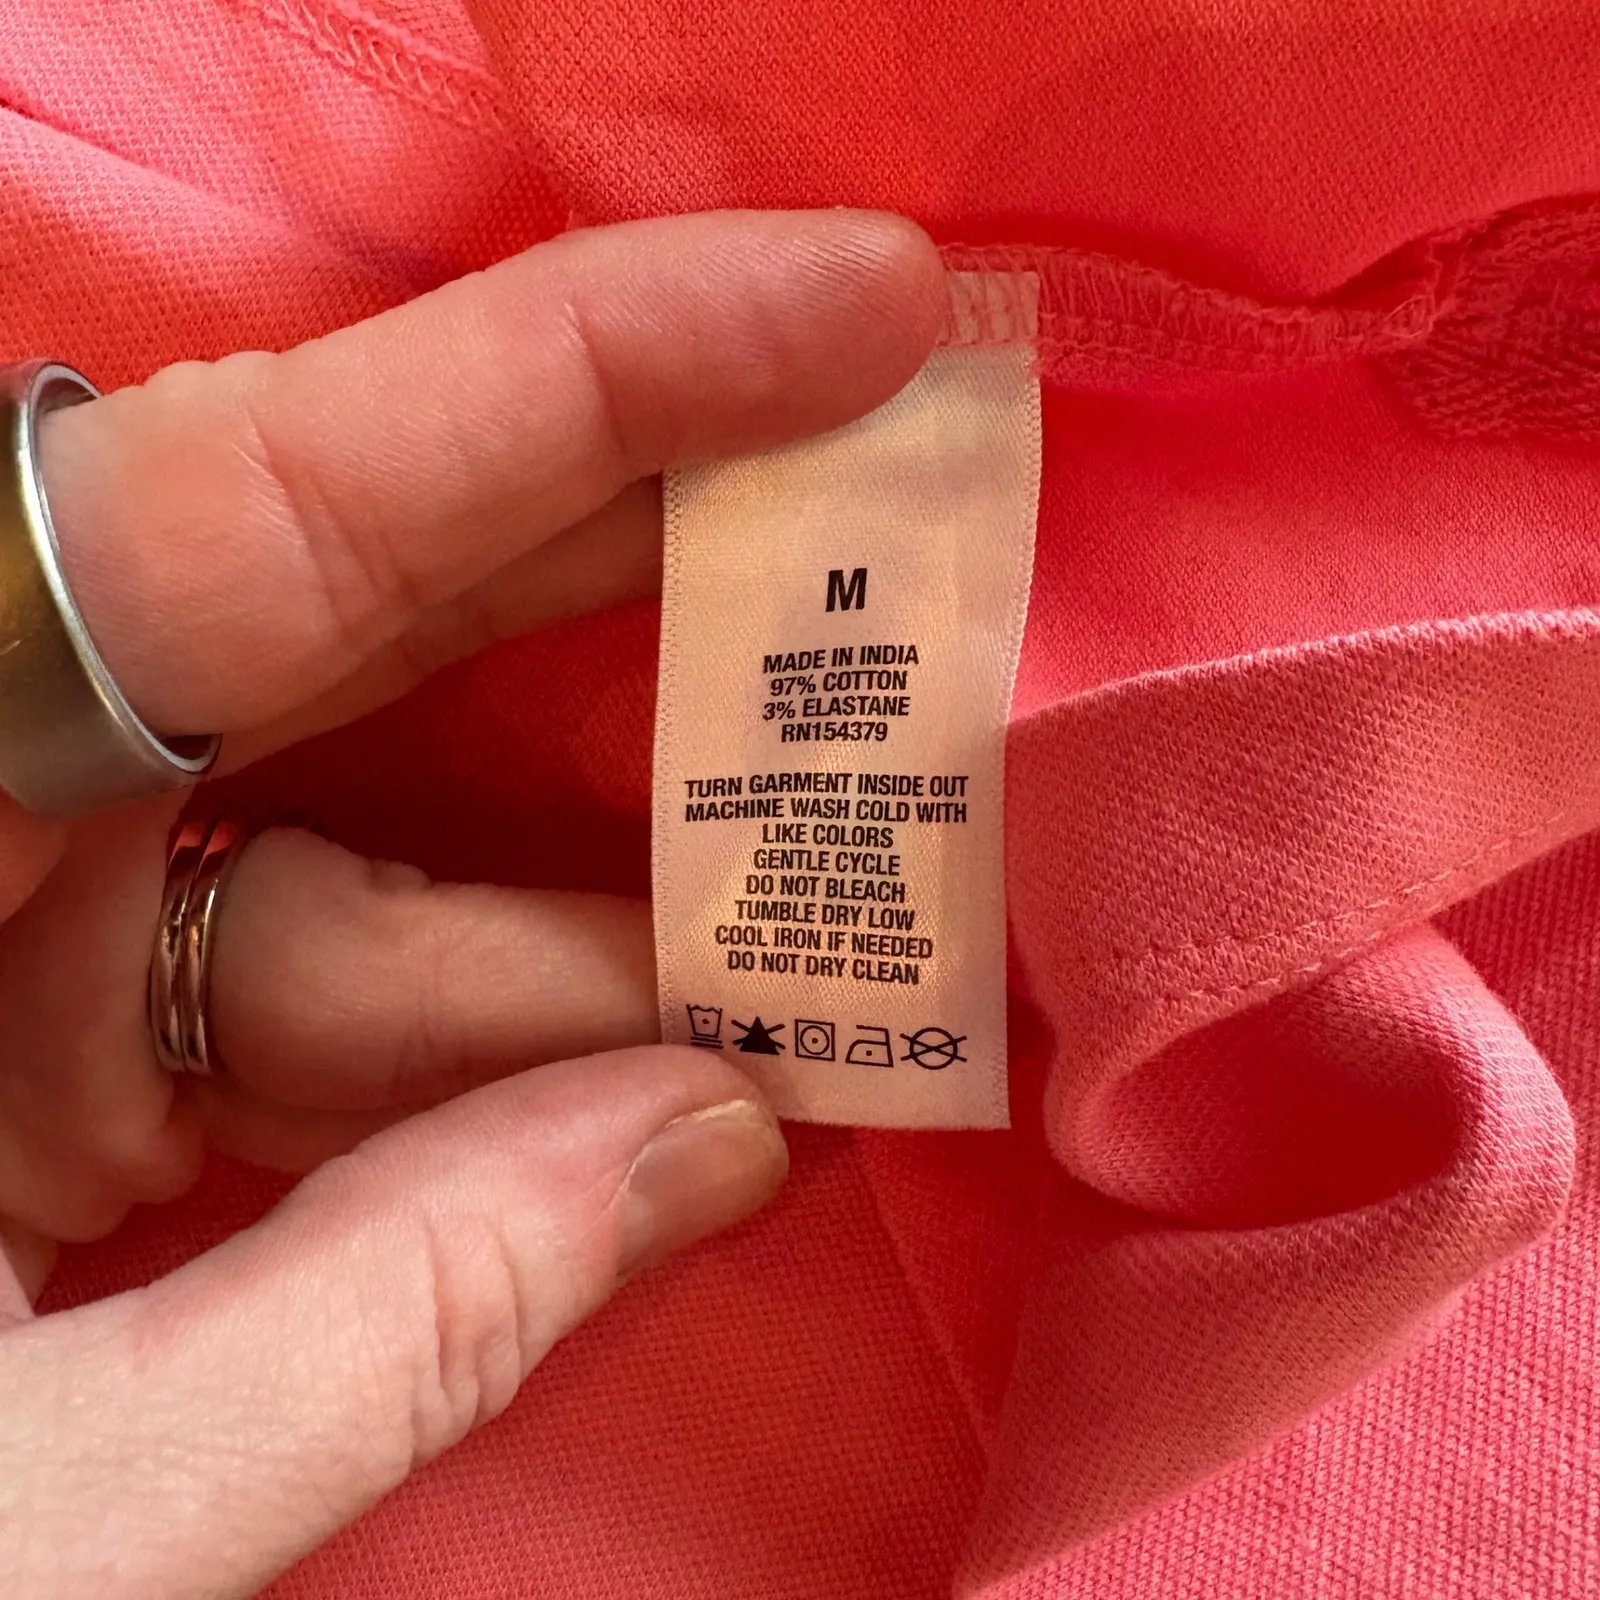 M
MADE IN INDIA
97% COTTON
3% ELASTANE
RN154379
TURN GARMENT INSIDE OUT
MACHINE WASH COLD WITH
LIKE COLORS
GENTLE CYCLE
DO NOT BLEACH
TUMBLE DRY LOW
COOL IRON IF NEEDED
DO NOT DRY CLEAN